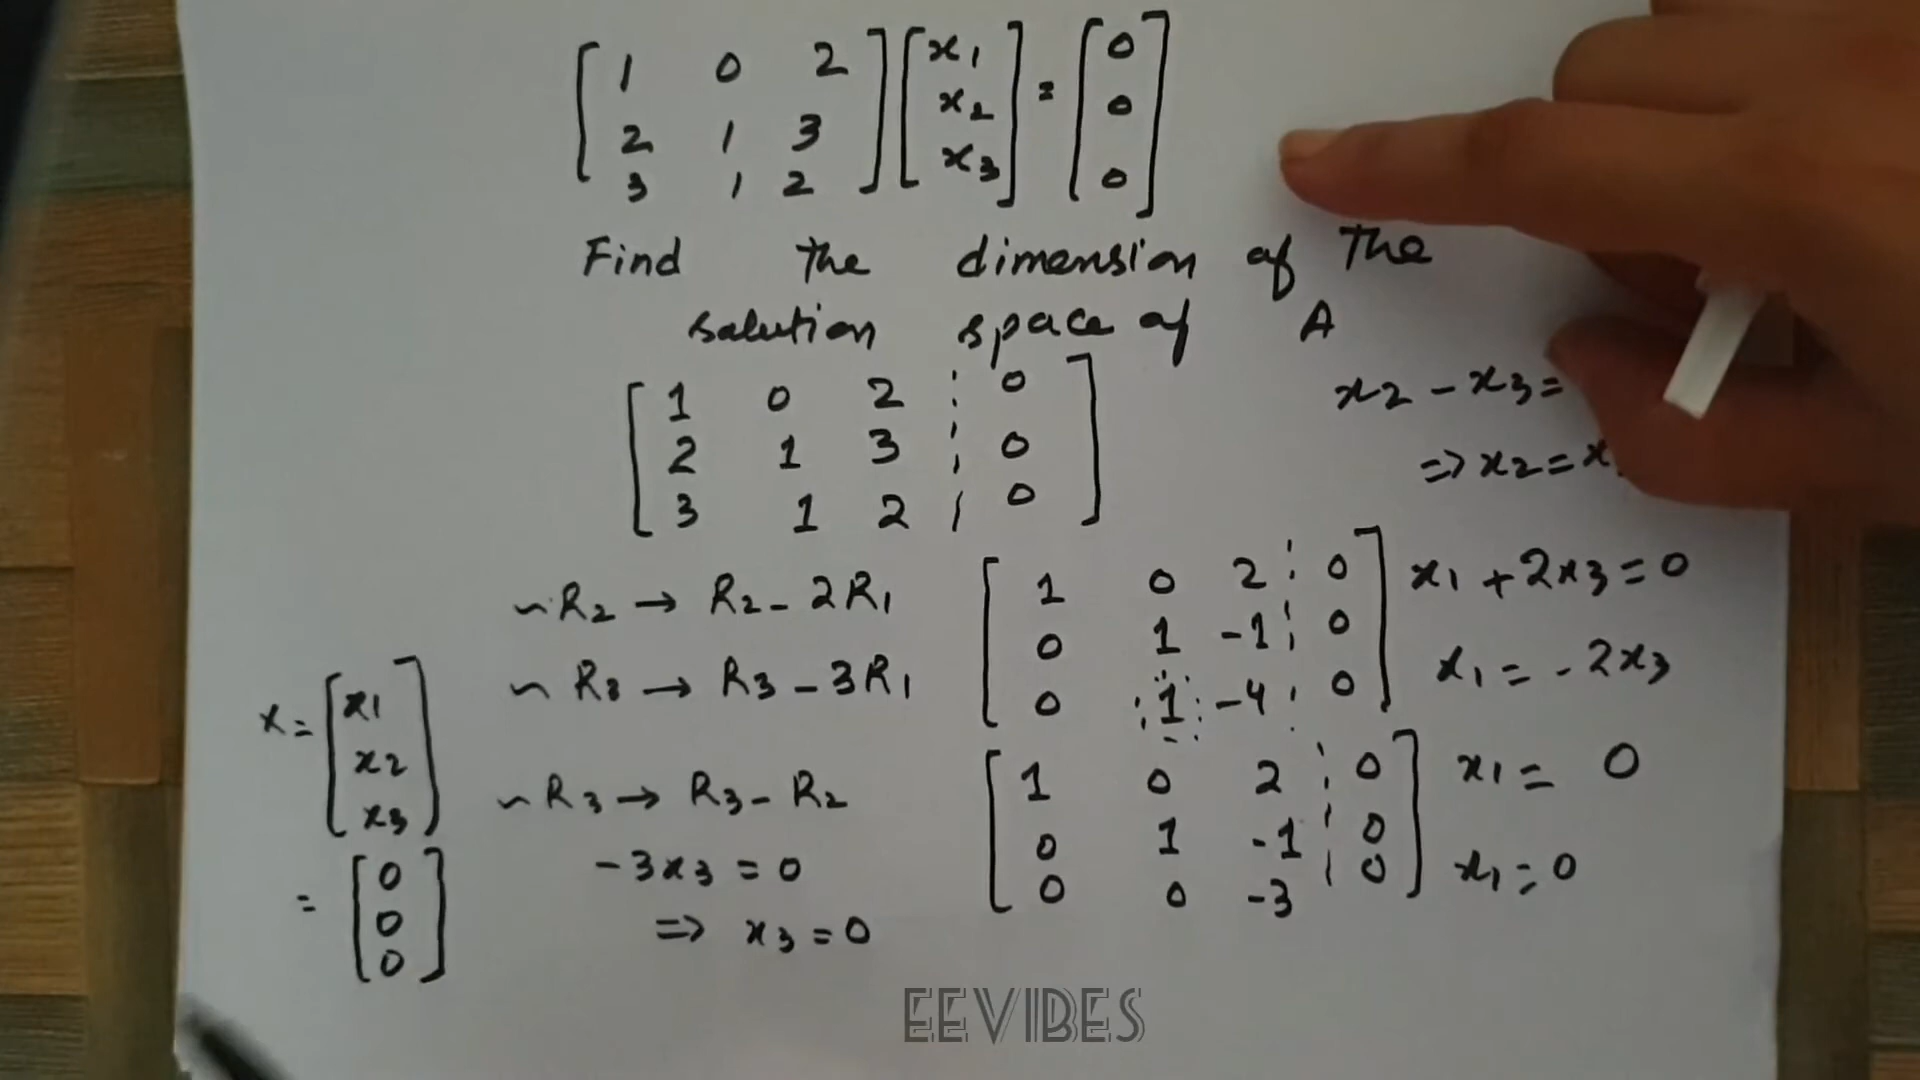 [1 0 2] [x1] = [0]
[2 1 3] [x2] [0]
[3 1 2] [x3] [0]
Find the dimension of the
solution space of A
[1 0 2 ¦ 0]
[2 1 3 ¦ 0]
[3 1 2 ¦ 0]
x2 - x3 =
=> x2 = x
~ R2 → R2 - 2R1
~ R3 → R3 - 3R1
[1 0 2 ¦ 0]
[0 1 -1 ¦ 0]
[0 1 -4 ¦ 0]
x1 + 2x3 = 0
x1 = -2x3
~ R3 → R3 - R2
[1 0 2 ¦ 0]
[0 1 -1 ¦ 0]
[0 0 -3 ¦ 0]
x1 = 0
x1 = 0
-3x3 = 0
=> x3 = 0
x = [x1]
[x2]
[x3]
= [0]
[0]
[0]
EEVIBES